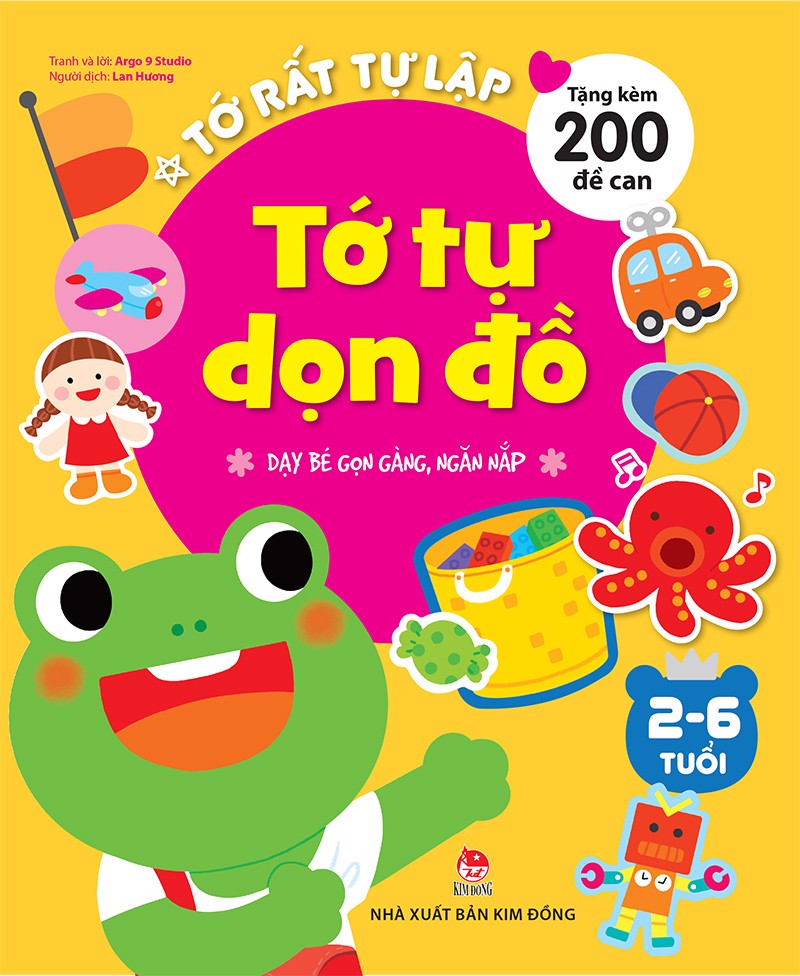 Tranh và lời: Argo 9 Studio
Người dịch: Lan Hương
TỚ RẤT TỰ LẬP
Tặng kèm
200
đề can
Tớ tự
dọn đồ
DẠY BÉ GỌN GÀNG, NGĂN NẮP
2-6
TUỔI
kđ
KIM ĐỒNG
NHÀ XUẤT BẢN KIM ĐỒNG